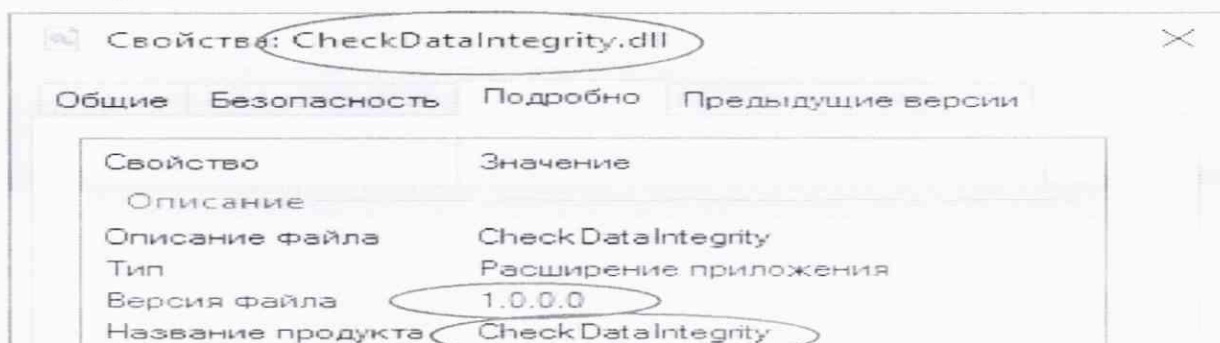 Свойства: CheckDataIntegrity.dll
Общие Безопасность Подробно Предыдущие версии
Свойство Значение
Описание
Описание файла CheckDataIntegrity
Тип Расширение приложения
Версия файла 1.0.0.0
Название продукта CheckDataIntegrity